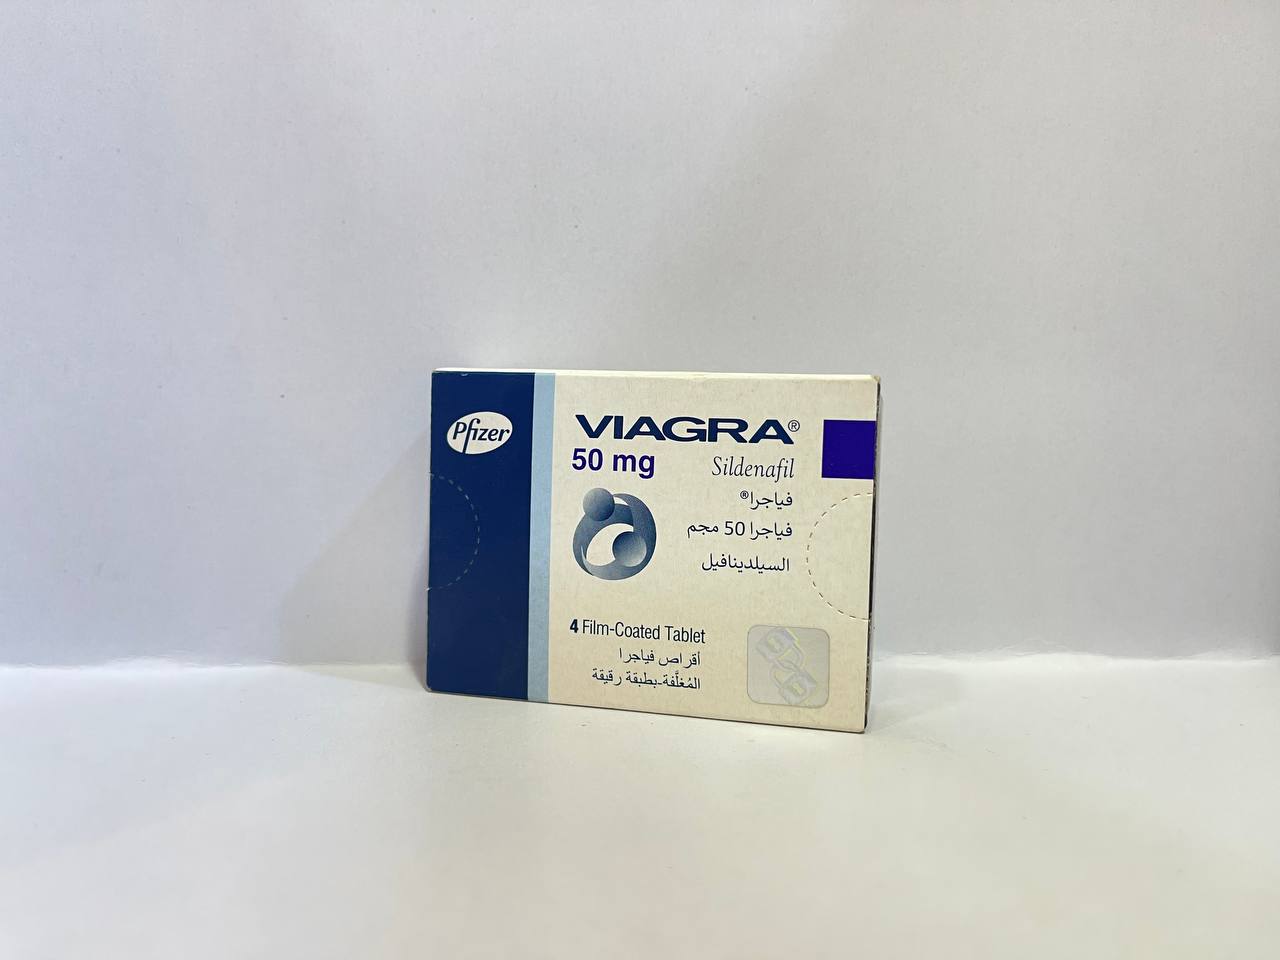 Pfizer
VIAGRA®
50 mg
Sildenafil
فياجرا®
فياجرا 50 مجم
السيلدينافيل
4 Film-Coated Tablet
أقراص فياجرا
المُغلَّفة-بطبقة رقيقة